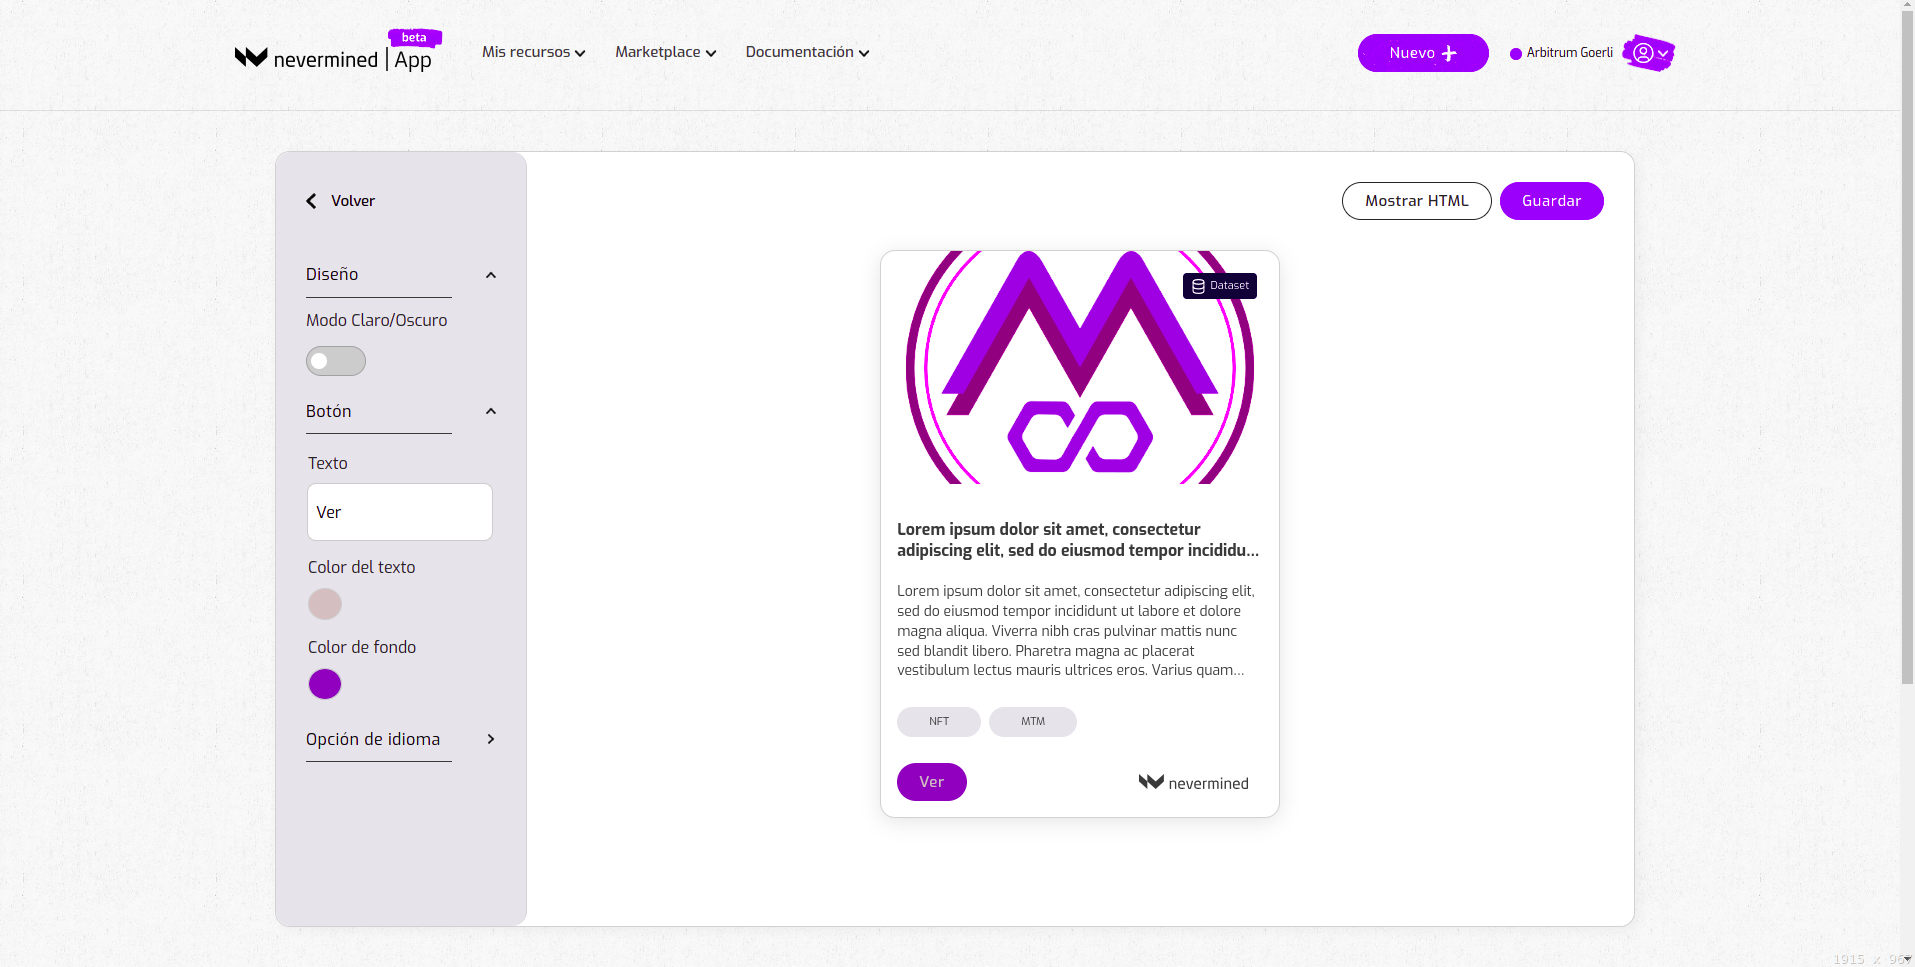 beta
nevermined | App
Mis recursos
Marketplace
Documentación
Nuevo
Arbitrum Goerli
Volver
Mostrar HTML
Guardar
Diseño
Modo Claro/Oscuro
Botón
Texto
Ver
Color del texto
Color de fondo
Opción de idioma
Dataset
Lorem ipsum dolor sit amet, consectetur
adipiscing elit, sed do eiusmod tempor incididu...
Lorem ipsum dolor sit amet, consectetur adipiscing elit,
sed do eiusmod tempor incididunt ut labore et dolore
magna aliqua. Viverra nibh cras pulvinar mattis nunc
sed blandit libero. Pharetra magna ac placerat
vestibulum lectus mauris ultrices eros. Varius quam...
NFT
MTM
Ver
nevermined
1915 x